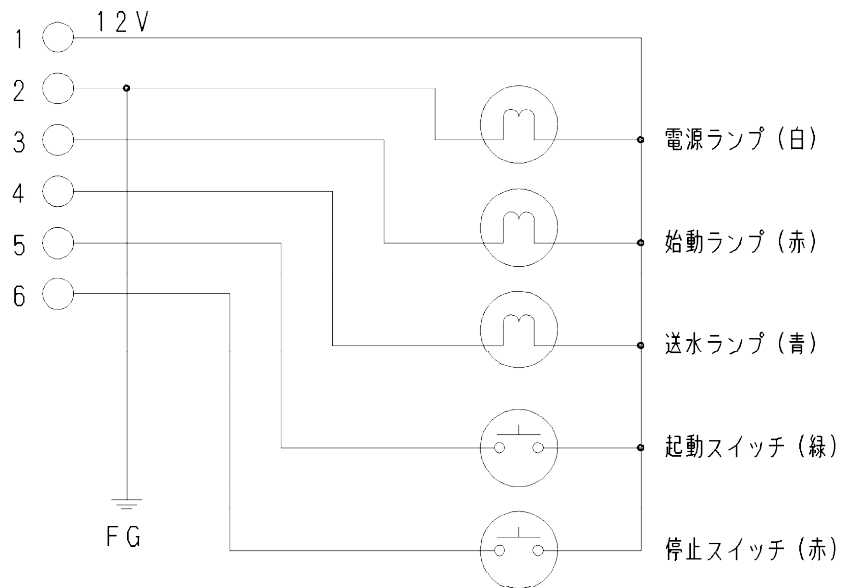 1 12V
2
3
4
5
6
電源ランプ(白)
始動ランプ(赤)
送水ランプ(青)
起動スイッチ(緑)
停止スイッチ(赤)
FG